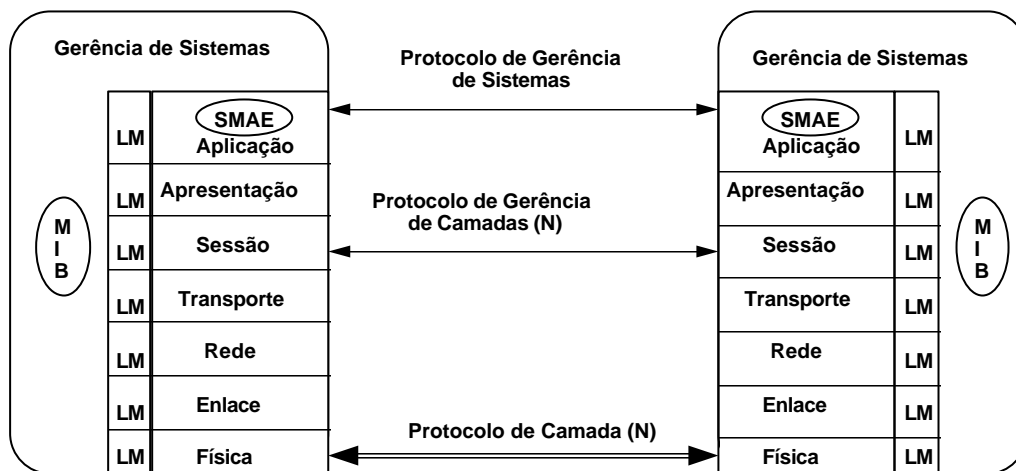 Gerência de Sistemas
LM
SMAE
Aplicação
LM
Apresentação
LM
Sessão
LM
Transporte
LM
Rede
LM
Enlace
LM
Física
M
I
B
Protocolo de Gerência
de Sistemas
Protocolo de Gerência
de Camadas (N)
Protocolo de Camada (N)
Gerência de Sistemas
SMAE
Aplicação
LM
Apresentação
LM
Sessão
LM
Transporte
LM
Rede
LM
Enlace
LM
Física
LM
M
I
B